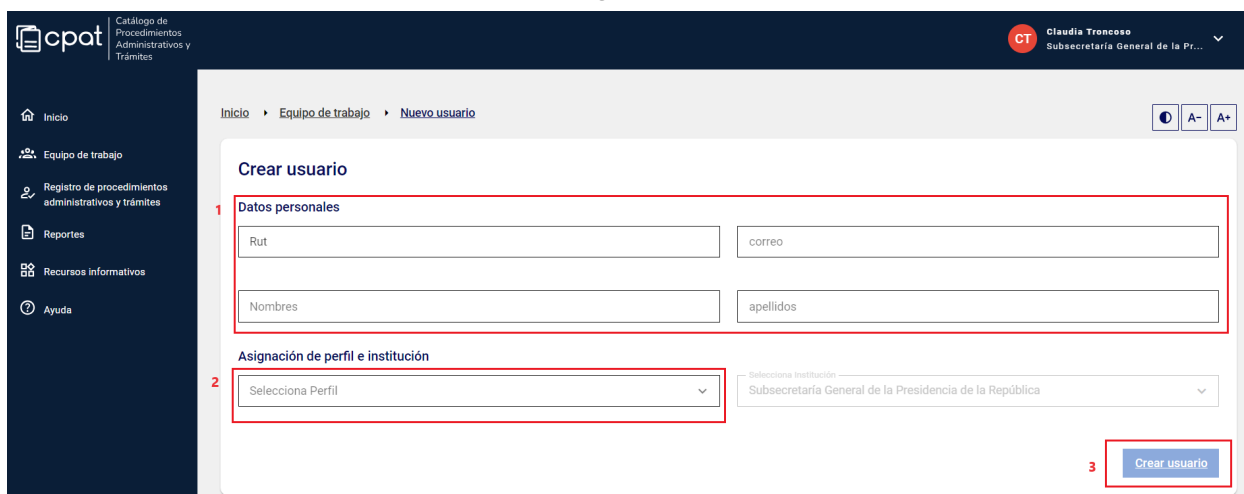 cpat
Catálogo de
Procedimientos
Administrativos y
Trámites
CT
Claudia Troncoso
Subsecretaría General de la Pr...
Inicio
Equipo de trabajo
Registro de procedimientos
administrativos y trámites
Reportes
Recursos informativos
Ayuda
Inicio Equipo de trabajo Nuevo usuario
A- A+
Crear usuario
1 Datos personales
Rut correo
Nombres apellidos
Asignación de perfil e institución
2 Selecciona Perfil
Selecciona Institución
Subsecretaría General de la Presidencia de la República
3 Crear usuario